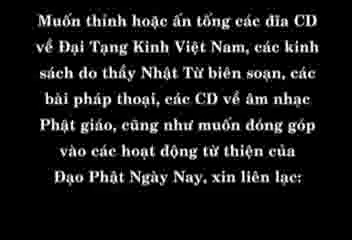 Muốn thỉnh hoặc ấn tống các đĩa CD
về Đại Tạng Kinh Việt Nam, các kinh
sách do thầy Nhật Từ biên soạn, các
bài pháp thoại, các CD về âm nhạc
Phật giáo, cũng như muốn đóng góp
vào các hoạt động từ thiện của
Đạo Phật Ngày Nay, xin liên lạc: